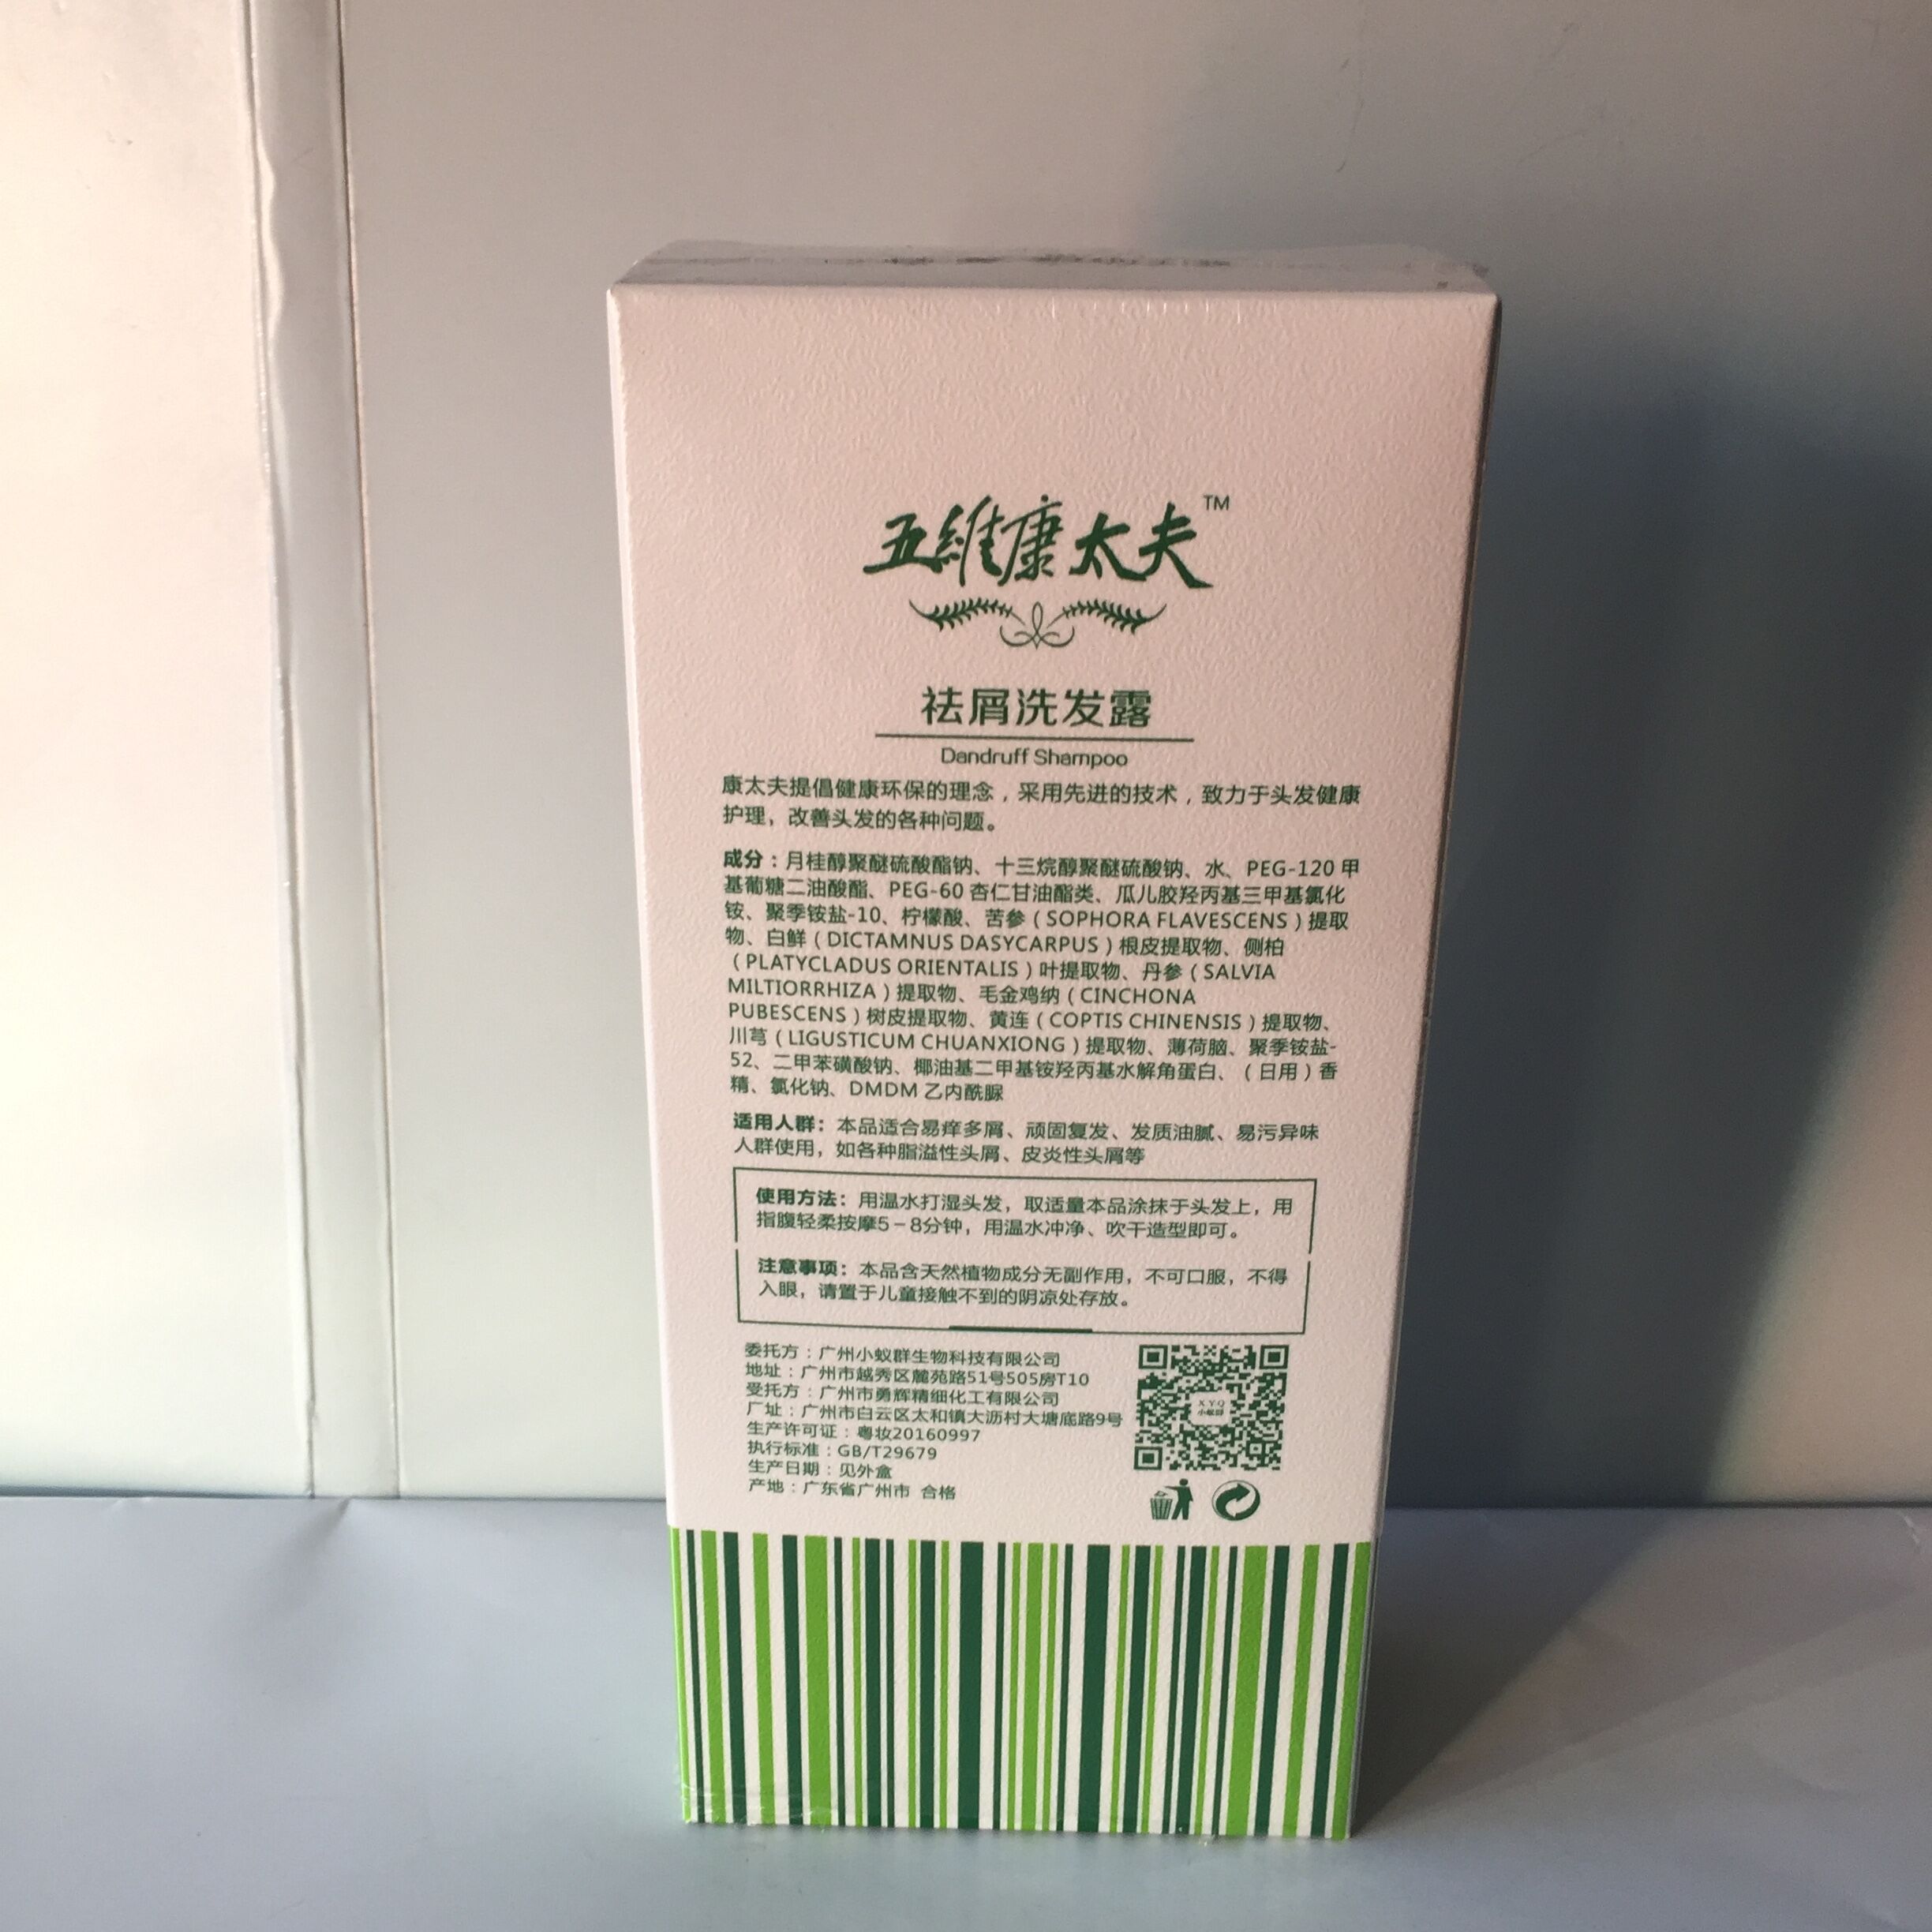 五維康太夫™
祛屑洗发露
Dandruff Shampoo
康太夫提倡健康环保的理念，采用先进的技术，致力于头发健康
护理，改善头发的各种问题。
成分：月桂醇聚醚硫酸酯钠、十三烷醇聚醚硫酸钠、水、PEG-120 甲
基葡糖二油酸酯、PEG-60 杏仁甘油酯类、瓜儿胶羟丙基三甲基氯化
铵、聚季铵盐-10、柠檬酸、苦参（SOPHORA FLAVESCENS）提取
物、白鲜（DICTAMNUS DASYCARPUS）根皮提取物、侧柏
（PLATYCLADUS ORIENTALIS）叶提取物、丹参（SALVIA
MILTIORRHIZA）提取物、毛金鸡纳（CINCHONA
PUBESCENS）树皮提取物、黄连（COPTIS CHINENSIS）提取物、
川芎（LIGUSTICUM CHUANXIONG）提取物、薄荷脑、聚季铵盐-
52、二甲苯磺酸钠、椰油基二甲基铵羟丙基水解角蛋白、（日用）香
精、氯化钠、DMDM 乙内酰脲
适用人群：本品适合易痒多屑、顽固复发、发质油腻、易污异味
人群使用，如各种脂溢性头屑、皮炎性头屑等
使用方法：用温水打湿头发，取适量本品涂抹于头发上，用
指腹轻柔按摩5－8分钟，用温水冲净、吹干造型即可。
注意事项：本品含天然植物成分无副作用，不可口服，不得
入眼，请置于儿童接触不到的阴凉处存放。
委托方：广州小蚁群生物科技有限公司
地址：广州市越秀区麓苑路51号505房T10
受托方：广州市勇辉精细化工有限公司
厂址：广州市白云区太和镇大沥村大塘底路9号
生产许可证：粤妆20160997
执行标准：GB/T29679
生产日期：见外盒
产地：广东省广州市 合格
X.Y.Q
小蚁群